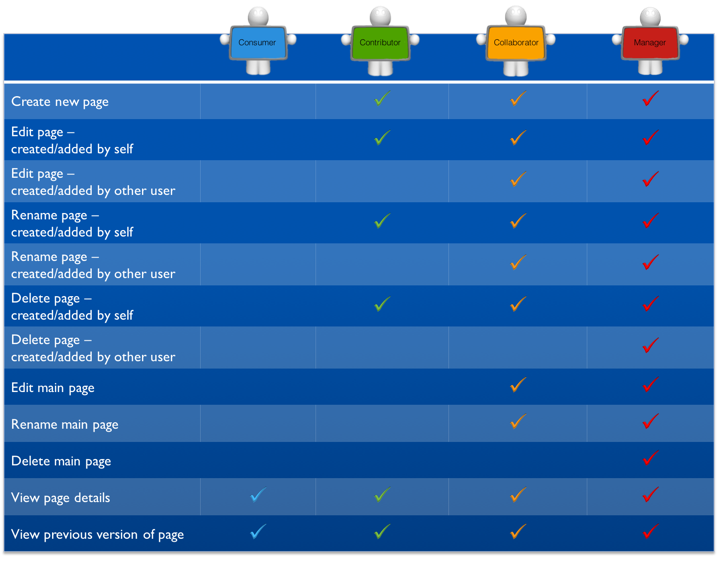 Consumer
Contributor
Collaborator
Manager
Create new page
Edit page –
created/added by self
Edit page –
created/added by other user
Rename page –
created/added by self
Rename page –
created/added by other user
Delete page –
created/added by self
Delete page –
created/added by other user
Edit main page
Rename main page
Delete main page
View page details
View previous version of page